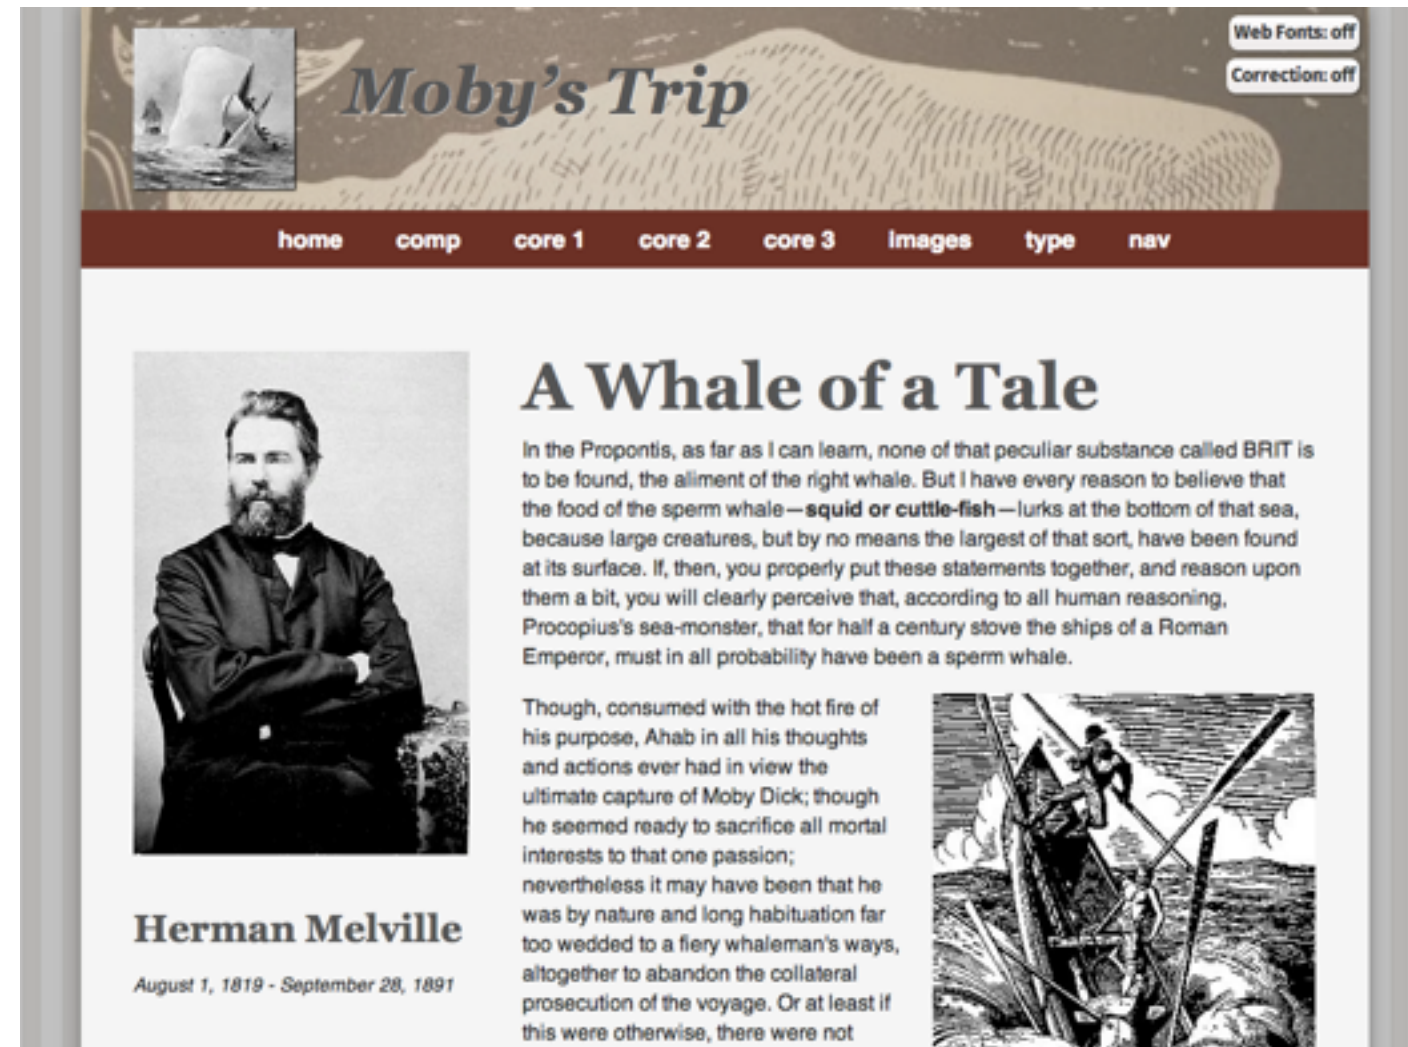 Web Fonts: off
Correction: off
Moby's Trip
home comp core 1 core 2 core 3 images type nav
A Whale of a Tale
In the Propontis, as far as I can learn, none of that peculiar substance called BRIT is
to be found, the aliment of the right whale. But I have every reason to believe that
the food of the sperm whale—squid or cuttle-fish—lurks at the bottom of that sea,
because large creatures, but by no means the largest of that sort, have been found
at its surface. If, then, you properly put these statements together, and reason upon
them a bit, you will clearly perceive that, according to all human reasoning,
Procopius's sea-monster, that for half a century stove the ships of a Roman
Emperor, must in all probability have been a sperm whale.
Though, consumed with the hot fire of
his purpose, Ahab in all his thoughts
and actions ever had in view the
ultimate capture of Moby Dick; though
he seemed ready to sacrifice all mortal
interests to that one passion;
nevertheless it may have been that he
was by nature and long habituation far
too wedded to a fiery whaleman's ways,
altogether to abandon the collateral
prosecution of the voyage. Or at least if
this were otherwise, there were not
Herman Melville
August 1, 1819 - September 28, 1891